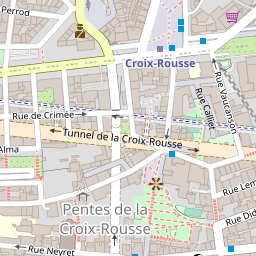 Perrod
Croix-Rousse
Rue Vaucanson
Rue Calliet
Rue de Crimée
Tunnel de la Croix-Rousse
Alma
Rue Lem
Pentes de la
Croix-Rousse
Rue Did
Rue Neyret